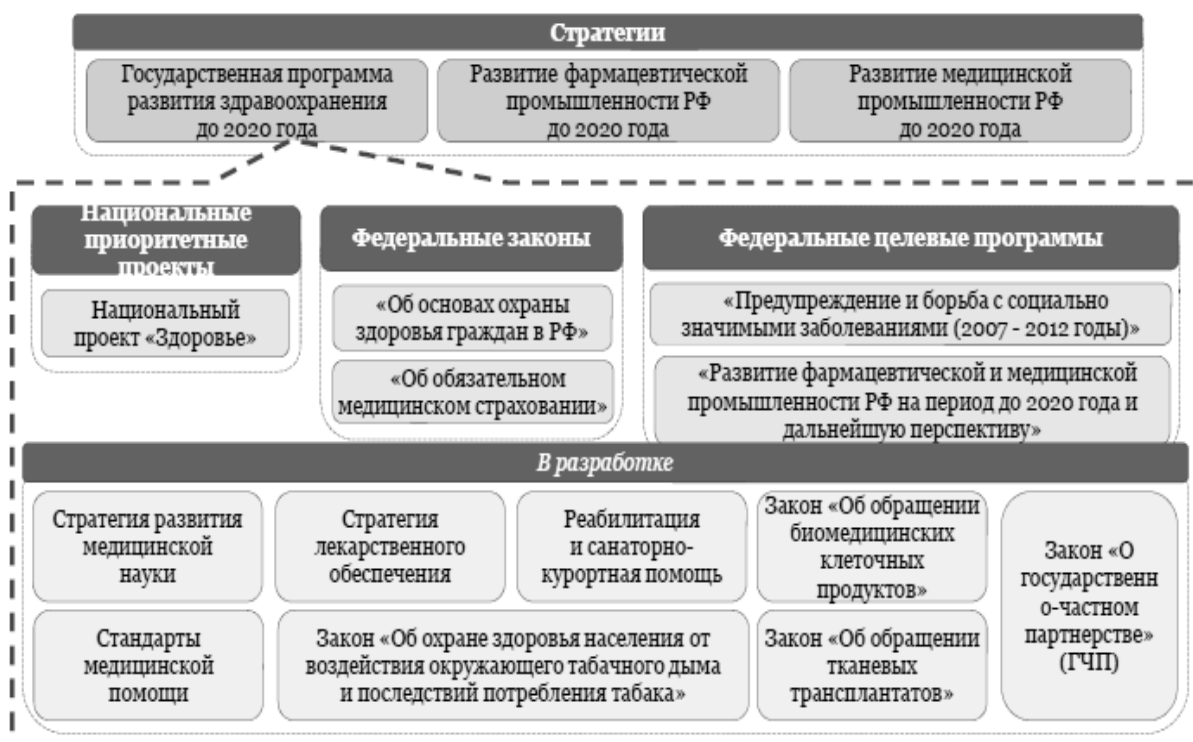 Стратегии
Государственная программа
развития здравоохранения
до 2020 года
Развитие фармацевтической
промышленности РФ
до 2020 года
Развитие медицинской
промышленности РФ
до 2020 года
Национальные
приоритетные
проекты
Национальный
проект «Здоровье»
Федеральные законы
«Об основах охраны
здоровья граждан в РФ»
«Об обязательном
медицинском страховании»
Федеральные целевые программы
«Предупреждение и борьба с социально
значимыми заболеваниями (2007 - 2012 годы)»
«Развитие фармацевтической и медицинской
промышленности РФ на период до 2020 года и
дальнейшую перспективу»
В разработке
Стратегия развития
медицинской
науки
Стратегия
лекарственного
обеспечения
Реабилитация
и санаторно-
курортная помощь
Закон «Об обращении
биомедицинских
клеточных
продуктов»
Закон «О
государственн
о-частном
партнерстве»
(ГЧП)
Стандарты
медицинской
помощи
Закон «Об охране здоровья населения от
воздействия окружающего табачного дыма
и последствий потребления табака»
Закон «Об обращении
тканевых
трансплантатов»